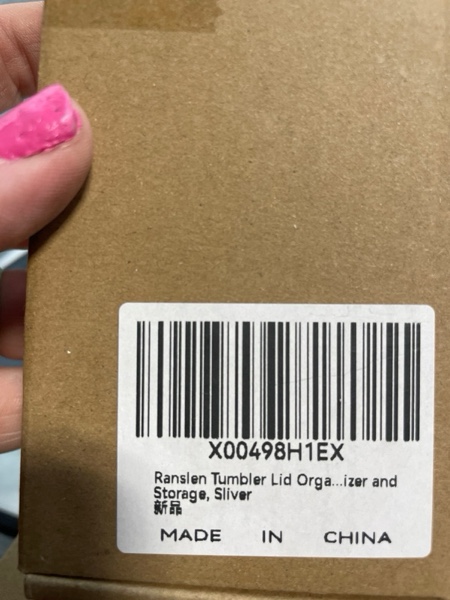 X00498H1EX
Ranslen Tumbler Lid Orga...izer and
Storage, Sliver
新品
MADE IN CHINA